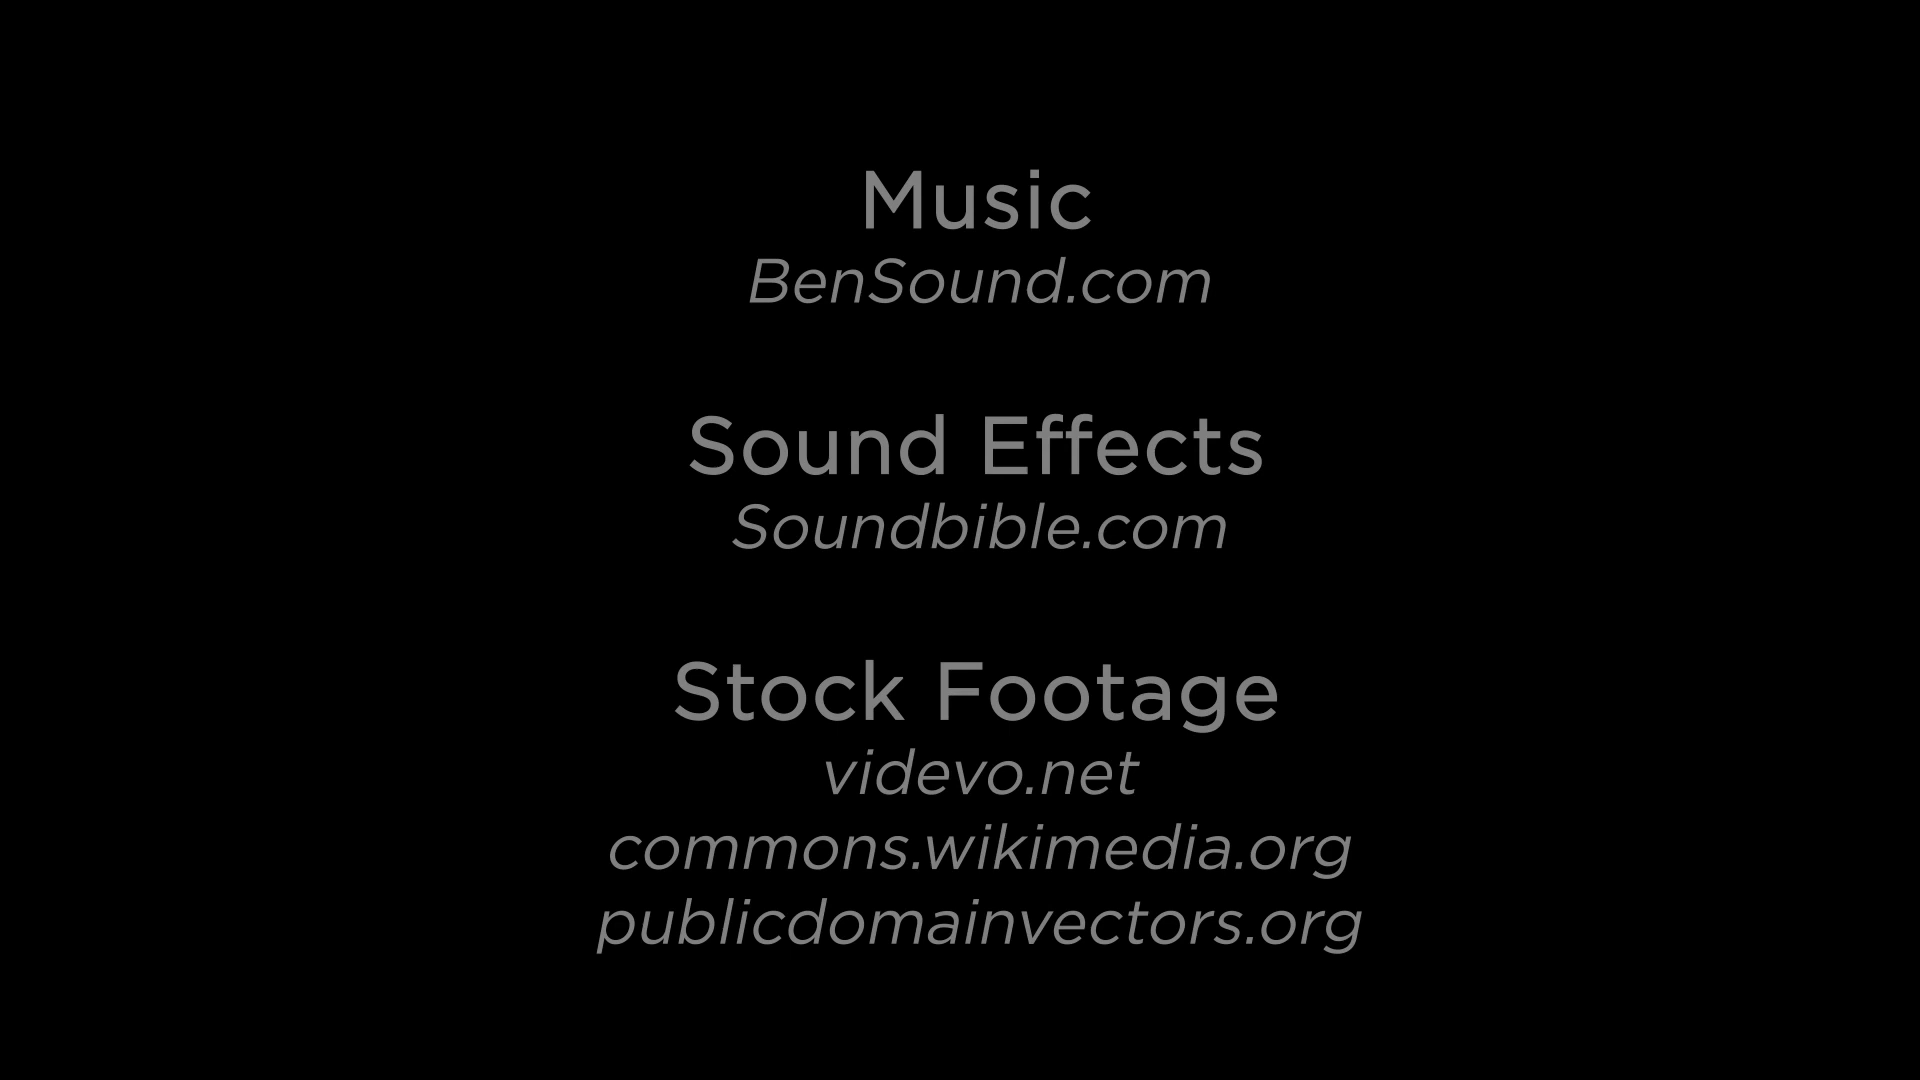 Music
BenSound.com
Sound Effects
Soundbible.com
Stock Footage
videvo.net
commons.wikimedia.org
publicdomainvectors.org